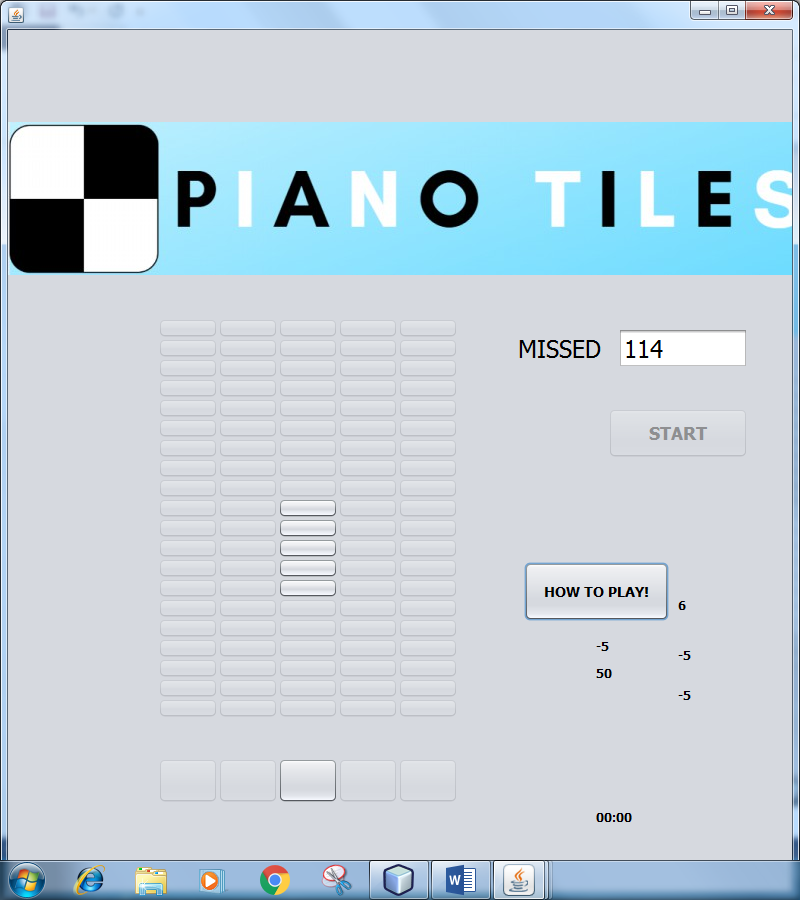 PIANO TILES
MISSED 114
START
HOW TO PLAY!
6
-5
-5
50
-5
00:00
W